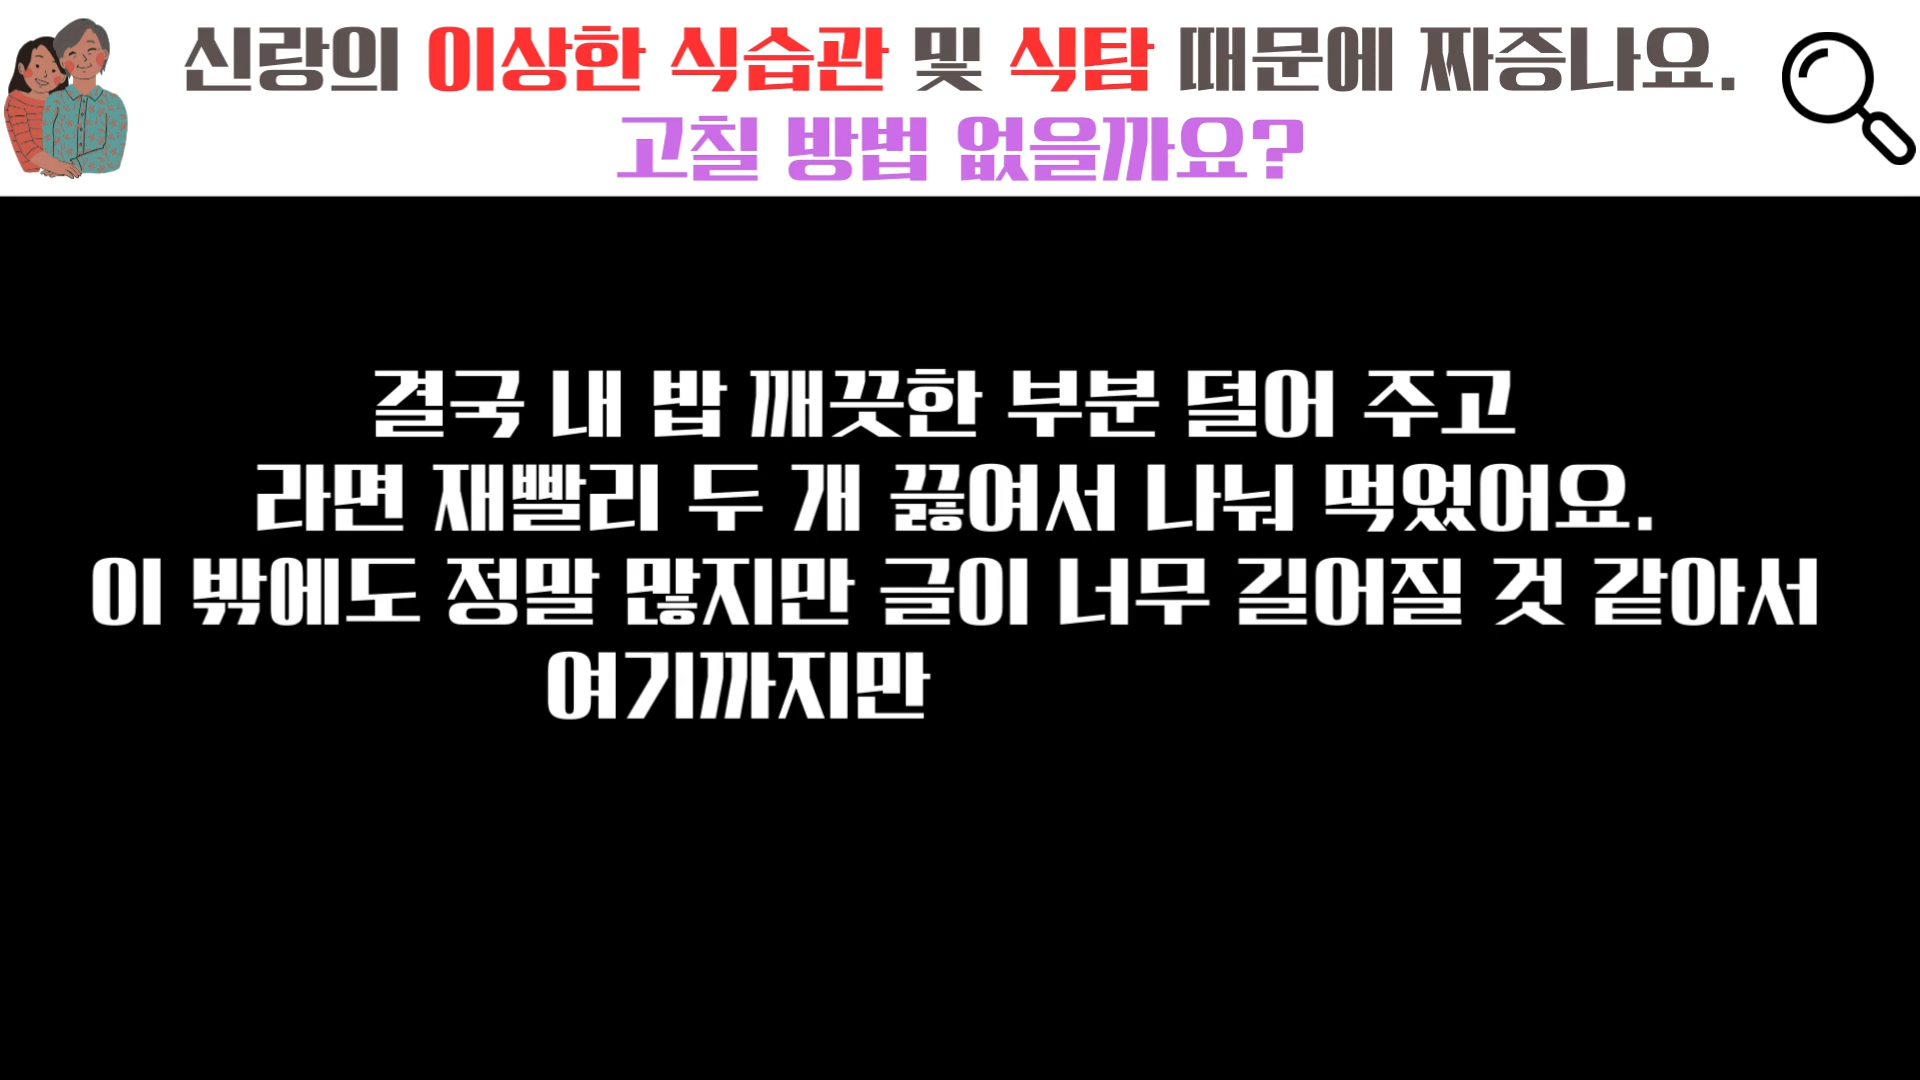 신랑의 이상한 식습관 및 식탐 때문에 짜증나요.
고칠 방법 없을까요?
결국 내 밥 깨끗한 부분 덜어 주고
라면 재빨리 두 개 끓여서 나눠 먹었어요.
이 밖에도 정말 많지만 글이 너무 길어질 것 같아서
여기까지만